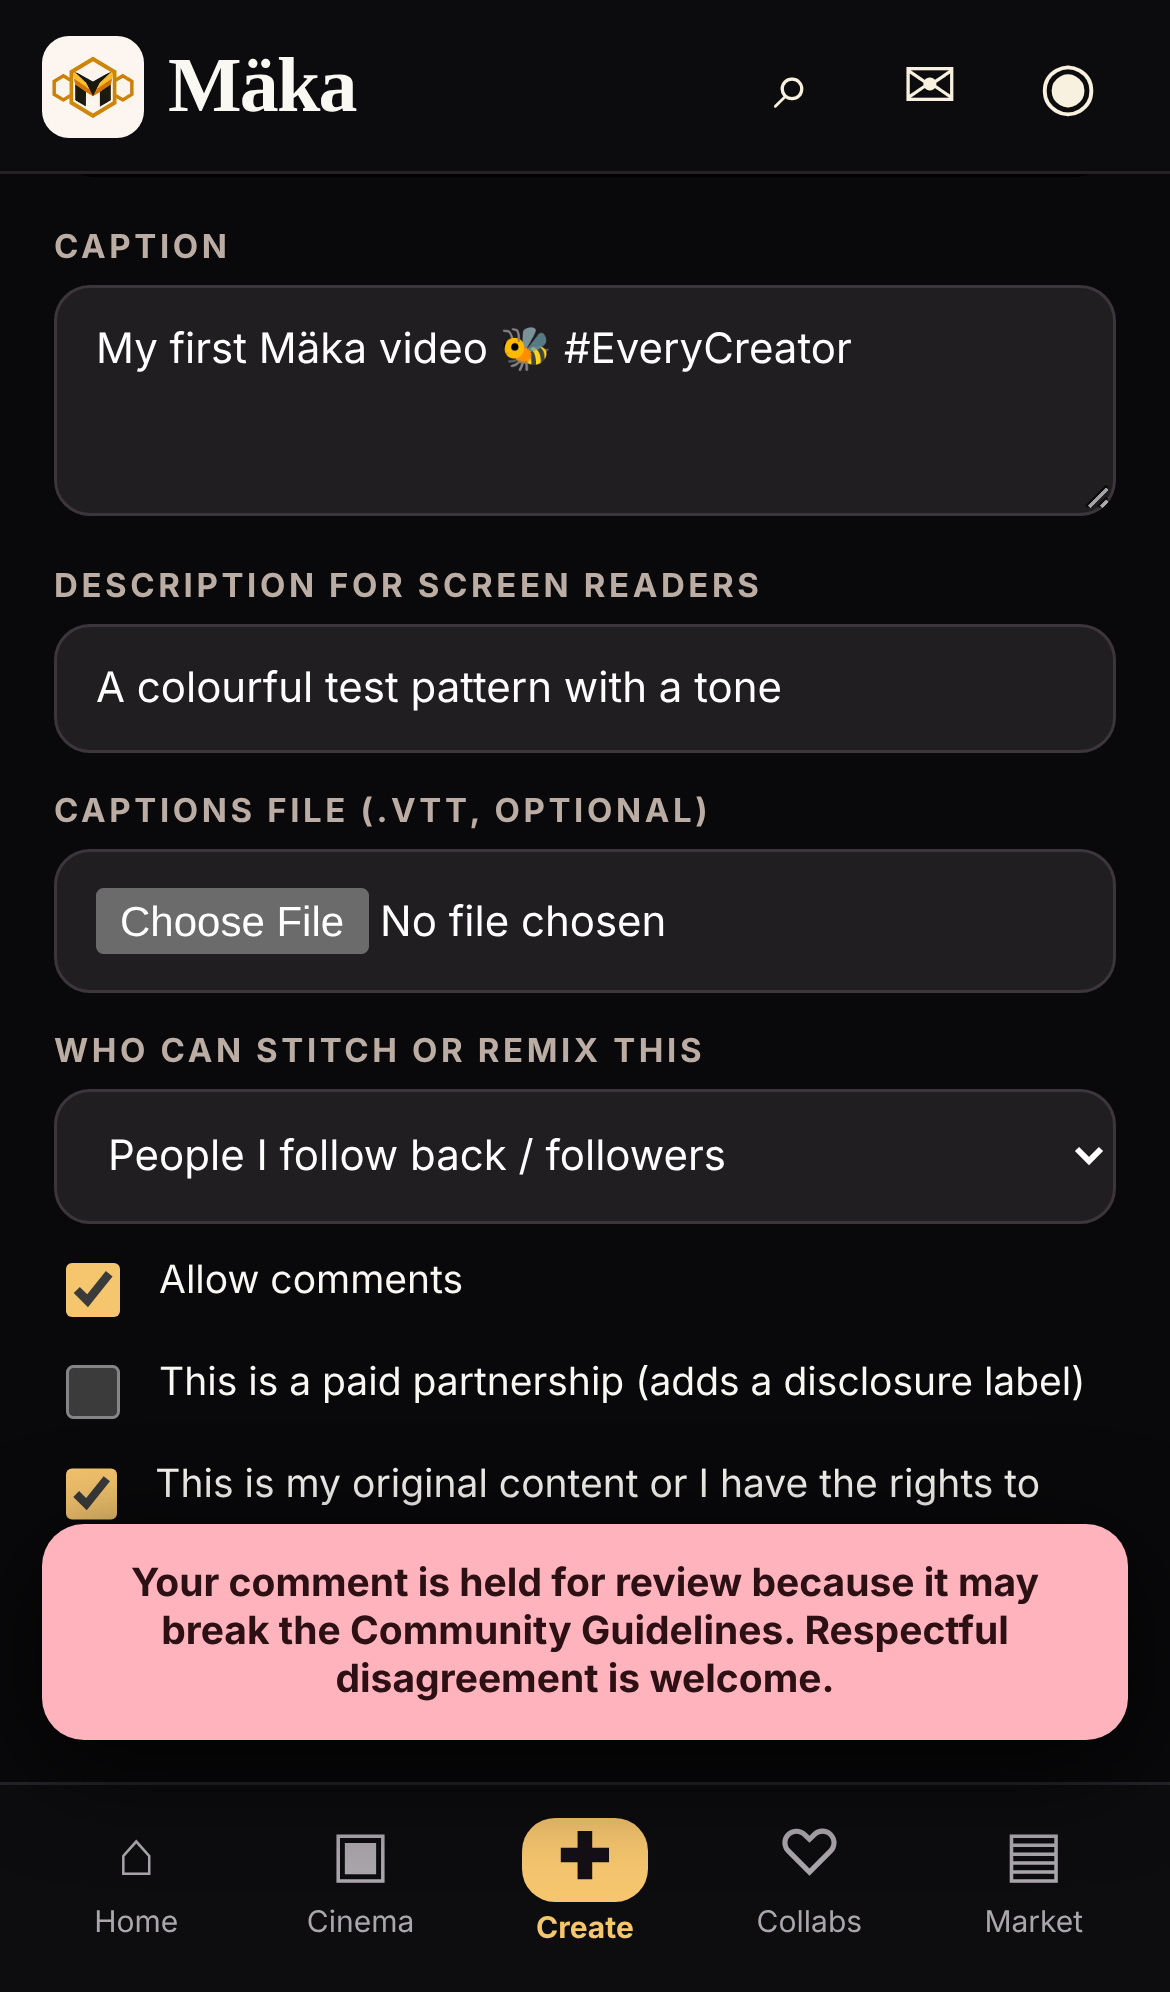 Mäka
CAPTION
My first Mäka video 🐝 #EveryCreator
DESCRIPTION FOR SCREEN READERS
A colourful test pattern with a tone
CAPTIONS FILE (.VTT, OPTIONAL)
Choose File No file chosen
WHO CAN STITCH OR REMIX THIS
People I follow back / followers
Allow comments
This is a paid partnership (adds a disclosure label)
This is my original content or I have the rights to
Your comment is held for review because it may
break the Community Guidelines. Respectful
disagreement is welcome.
Home Cinema Create Collabs Market